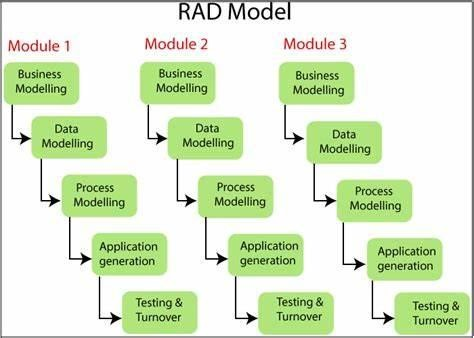 RAD Model
Module 1
Module 2
Module 3
Business
Modelling
Business
Modelling
Business
Modelling
Data
Modelling
Data
Modelling
Data
Modelling
Process
Modelling
Process
Modelling
Process
Modelling
Application
generation
Application
generation
Application
generation
Testing &
Turnover
Testing &
Turnover
Testing &
Turnover